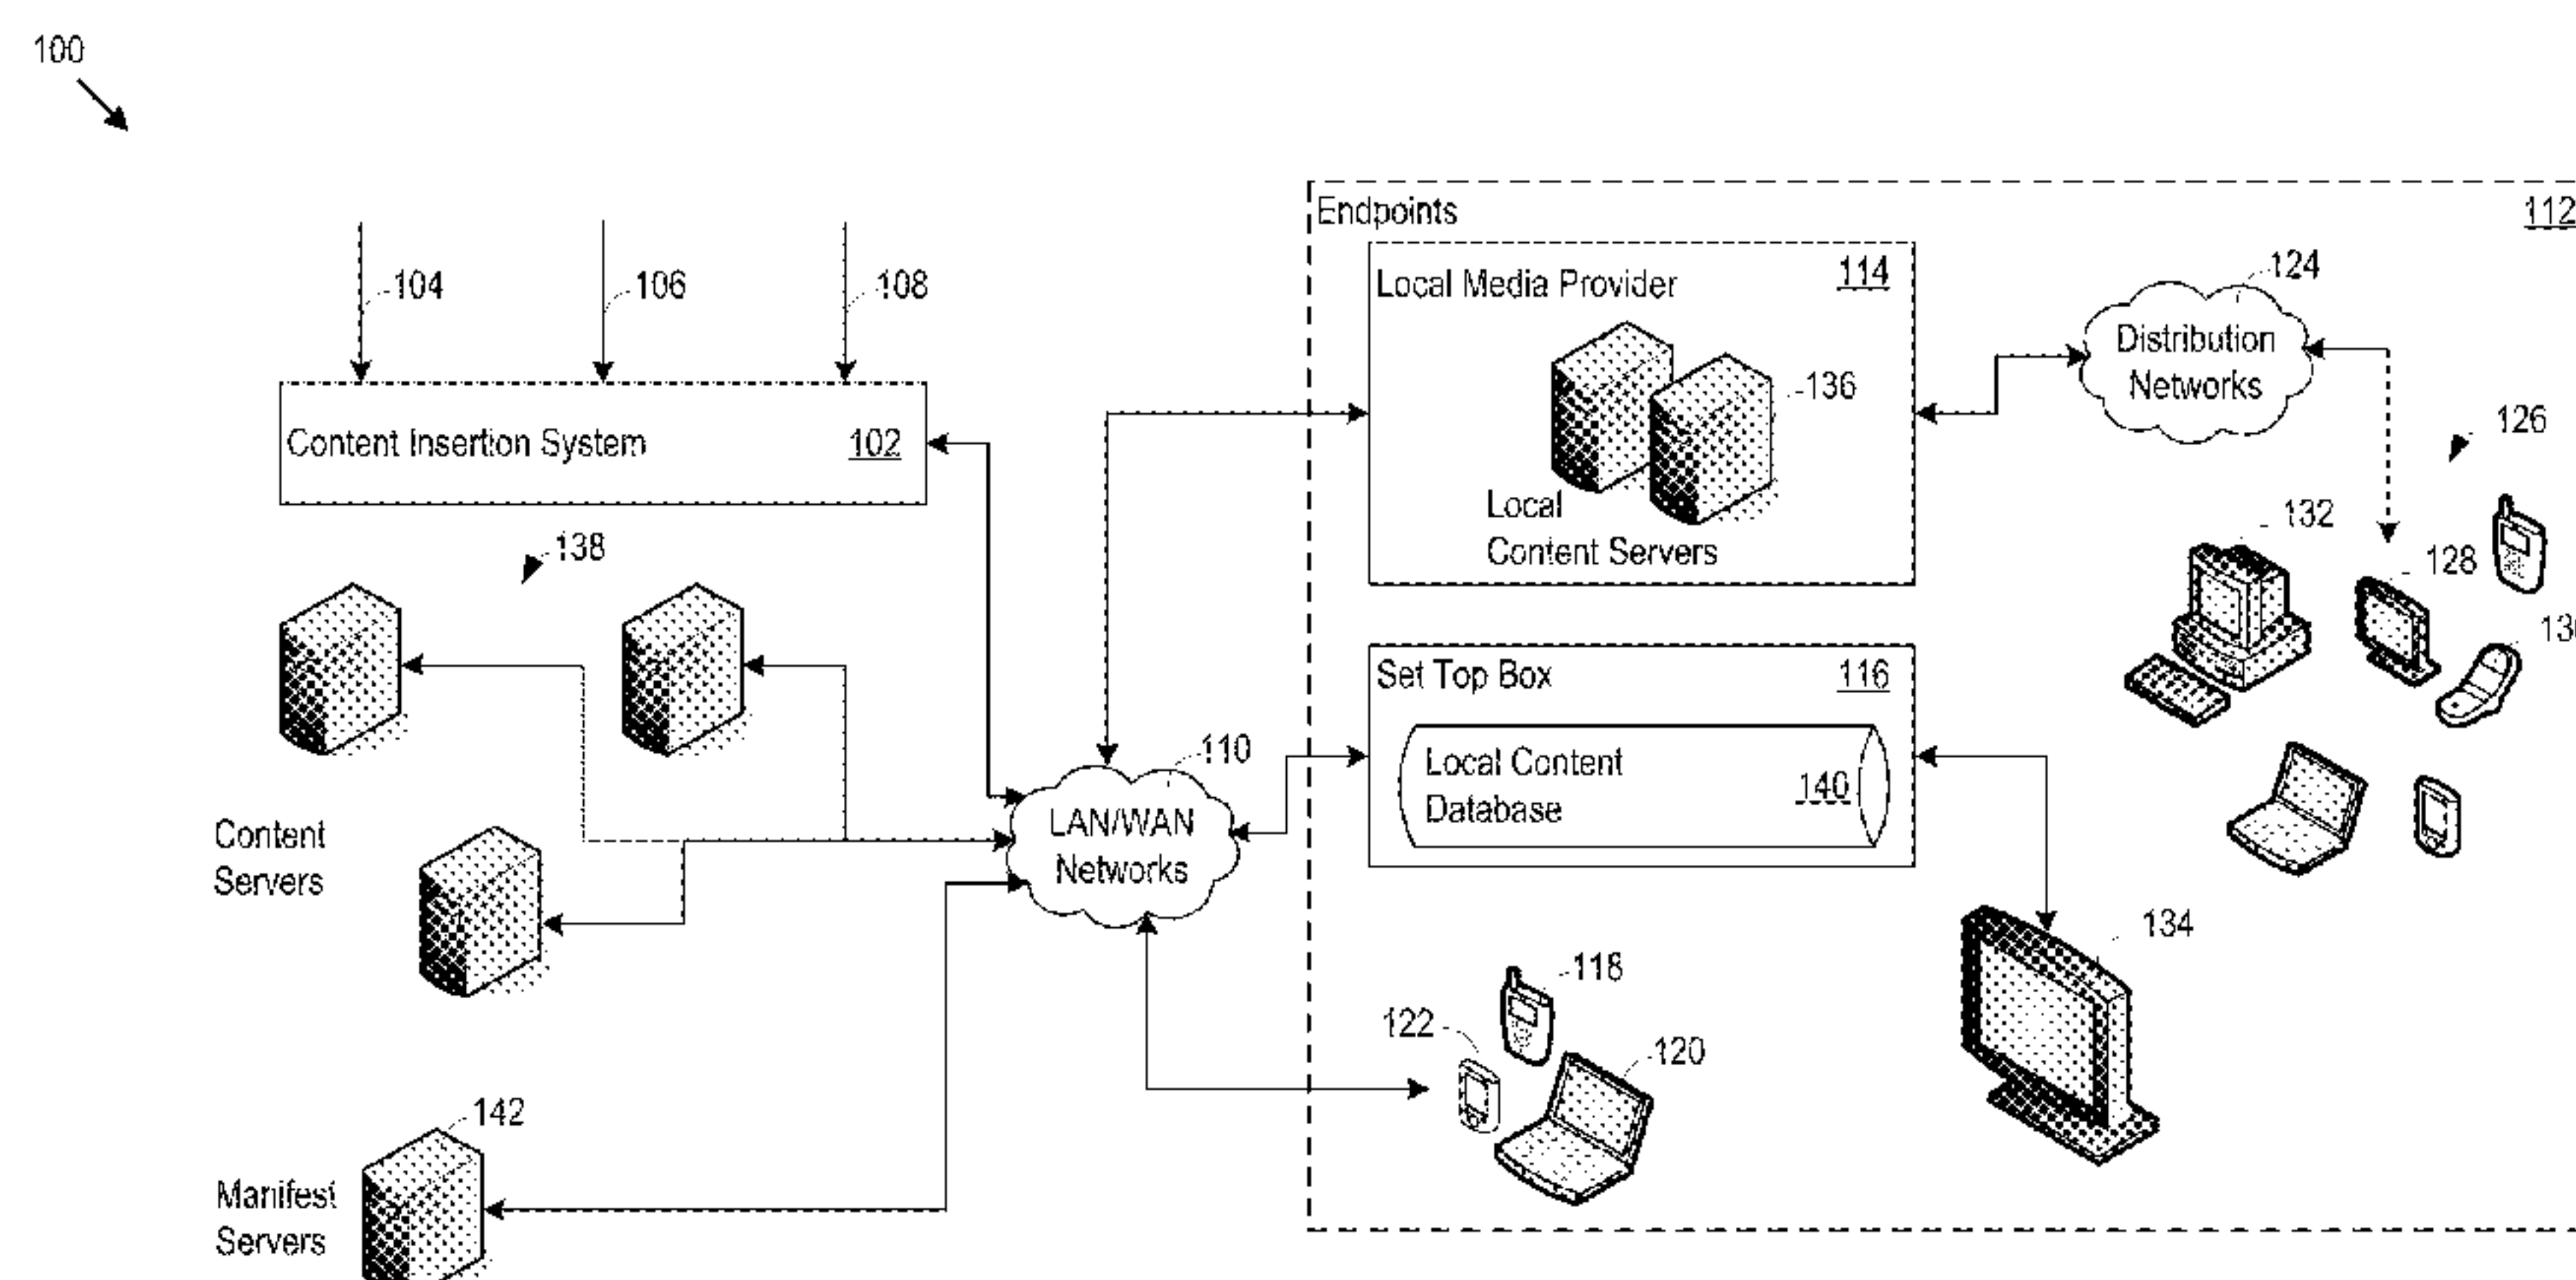 100
Endpoints
112
104
106
108
Local Media Provider
114
124
Distribution
Networks
136
126
Content Insertion System
102
Local
Content Servers
132
128
138
Set Top Box
116
110
Local Content
Database
140
LAN/WAN
Networks
Content
Servers
134
118
122
120
142
Manifest
Servers